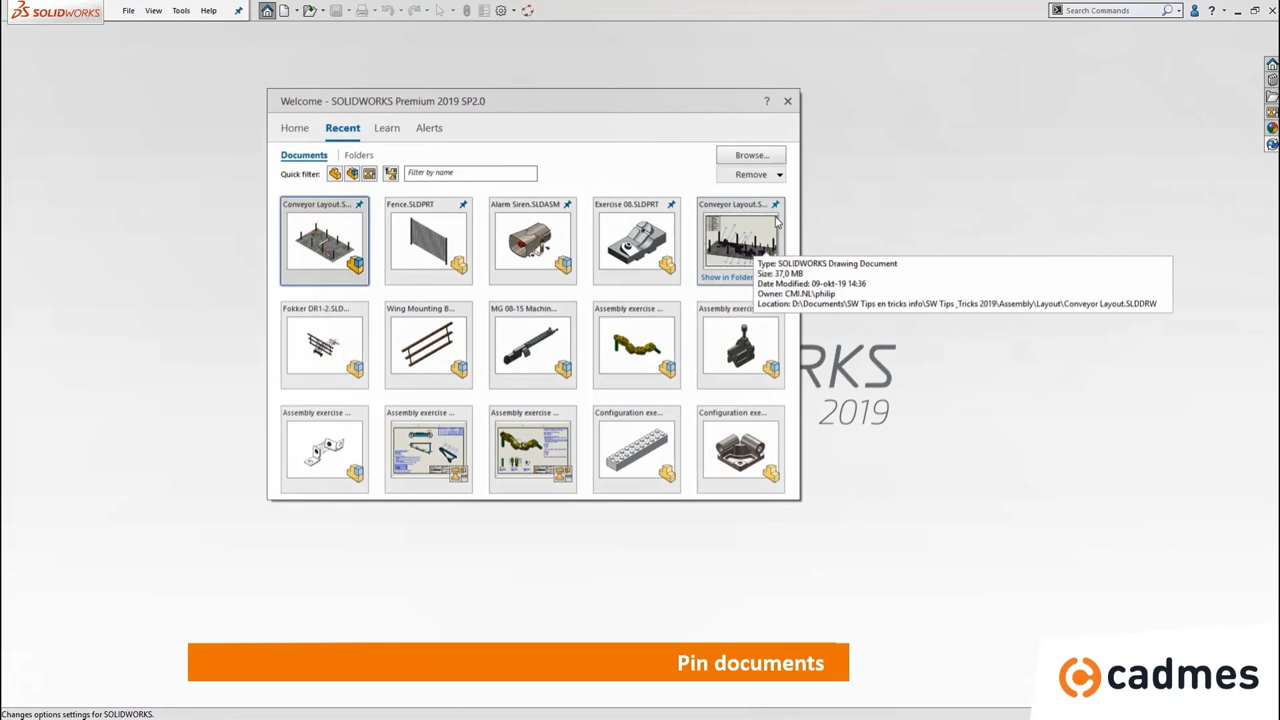 SOLIDWORKS
File View Tools Help
Search Commands
Welcome - SOLIDWORKS Premium 2019 SP2.0
Home Recent Learn Alerts
Documents Folders
Browse...
Quick filter:
Filter by name
Remove
Conveyor Layout.S...
Fence.SLDPRT
Alarm Siren.SLDASM
Exercise 08.SLDPRT
Conveyor Layout.S...
Show in Folder
Type: SOLIDWORKS Drawing Document
Size: 37,0 MB
Date Modified: 09-okt-19 14:36
Owner: CMI.NL\philip
Location: D:\Documents\SW Tips en tricks info\SW Tips_Tricks 2019\Assembly\Layout\Conveyor Layout.SLDDRW
Fokker DR1-2.SLD...
Wing Mounting B...
MG 08-15 Machin...
Assembly exercise ...
Assembly exerci
RKS
2019
Assembly exercise ...
Assembly exercise ...
Assembly exercise ...
Configuration exe...
Configuration exe...
Pin documents
cadmes
Changes options settings for SOLIDWORKS.